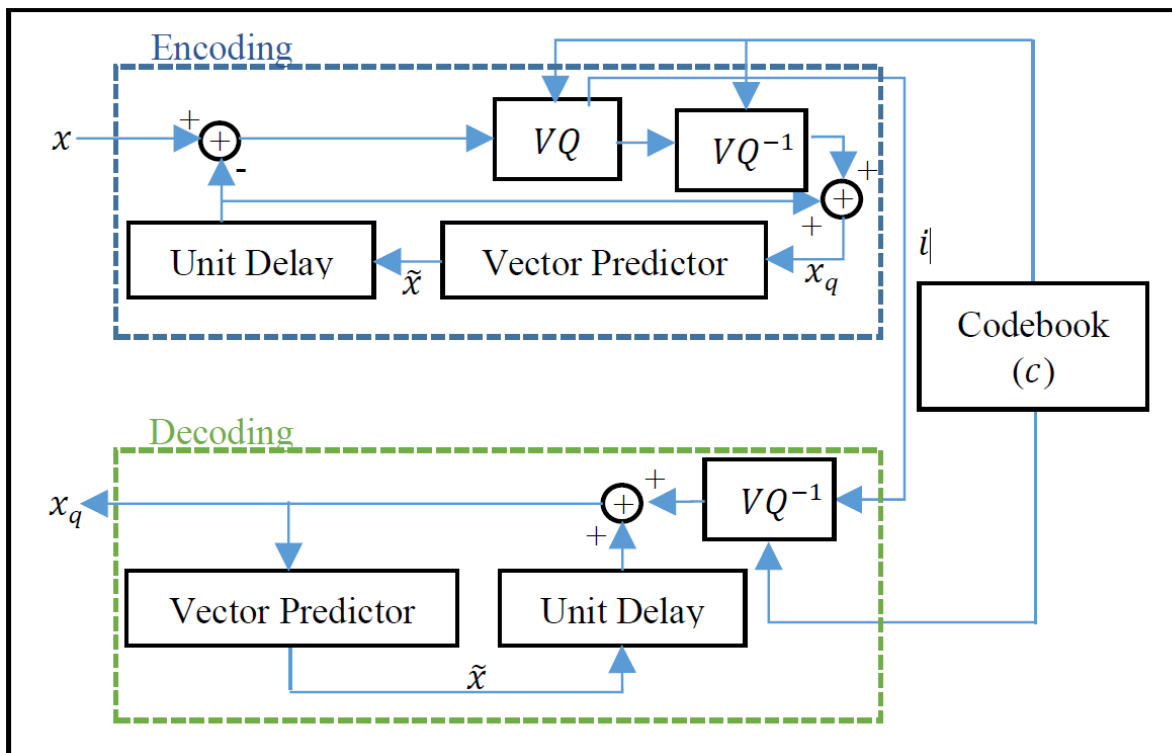 Encoding
x
+
+
-
VQ
VQ⁻¹
+
+
+
Unit Delay
x̃
Vector Predictor
x_q
i|
Codebook
(c)
Decoding
x_q
+
+
+
VQ⁻¹
Vector Predictor
Unit Delay
x̃